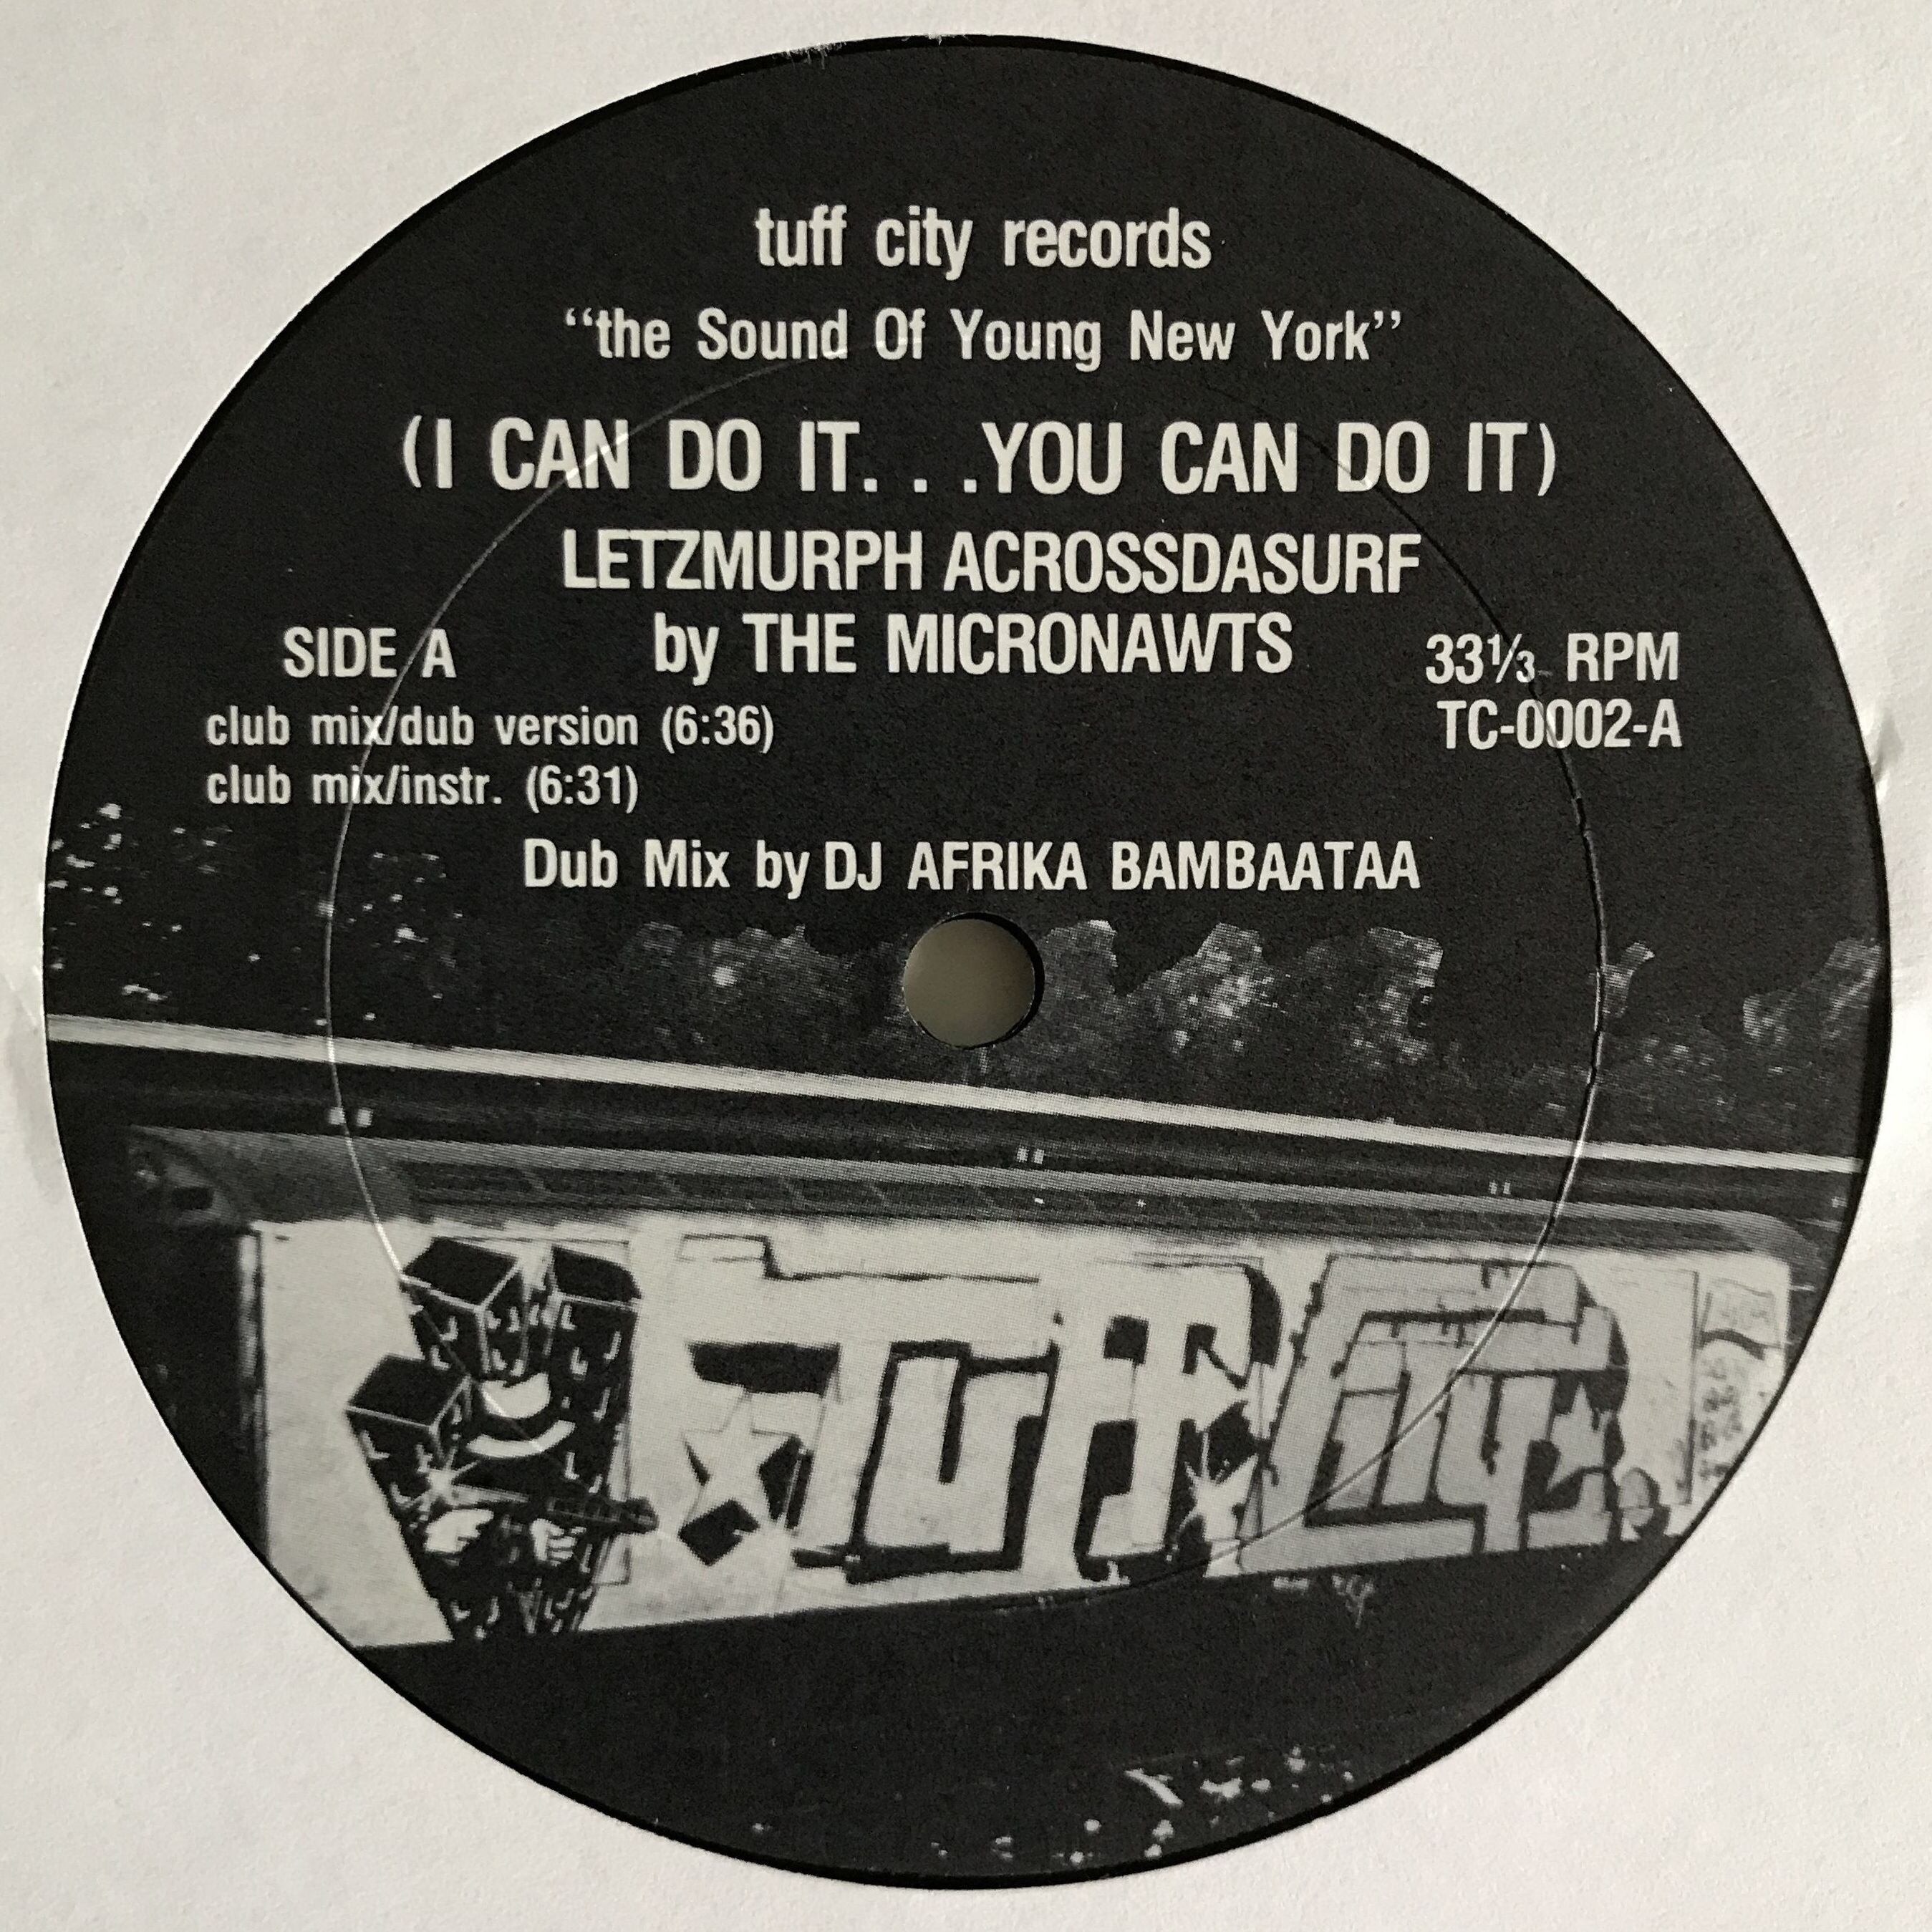 tuff city records
“the Sound Of Young New York”
(I CAN DO IT. . .YOU CAN DO IT)
LETZMURPH ACROSSDASURF
by THE MICRONAWTS
SIDE A
33⅓ RPM
TC-0002-A
club mix/dub version (6:36)
club mix/instr. (6:31)
Dub Mix by DJ AFRIKA BAMBAATAA
Tuff City